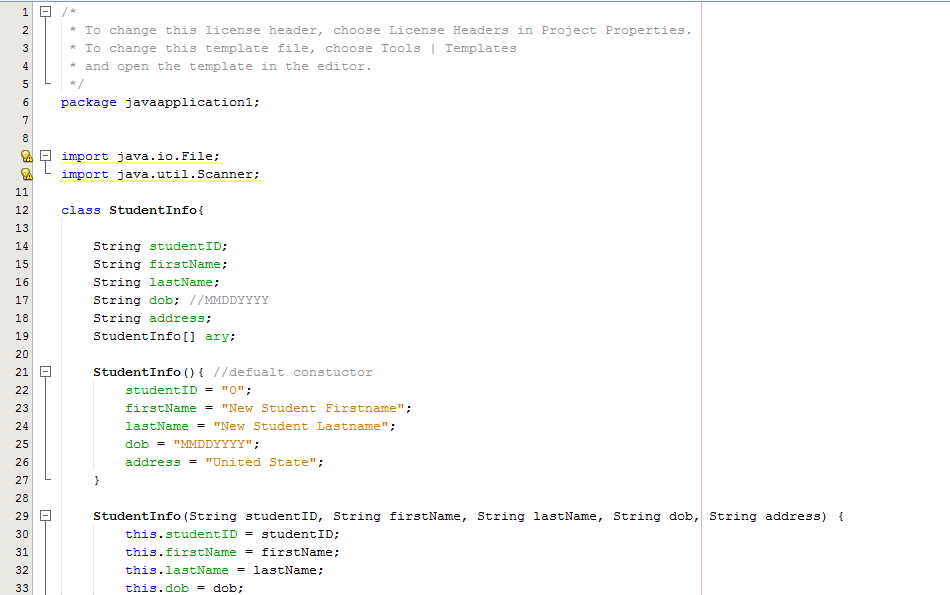 1 /*
2 * To change this license header, choose License Headers in Project Properties.
3 * To change this template file, choose Tools | Templates
4 * and open the template in the editor.
5 */
6 package javaapplication1;
7
8
import java.io.File;
import java.util.Scanner;
11
12 class StudentInfo{
13
14 String studentID;
15 String firstName;
16 String lastName;
17 String dob; //MMDDYYYY
18 String address;
19 StudentInfo[] ary;
20
21 StudentInfo(){ //defualt constuctor
22 studentID = "0";
23 firstName = "New Student Firstname";
24 lastName = "New Student Lastname";
25 dob = "MMDDYYYY";
26 address = "United State";
27 }
28
29 StudentInfo(String studentID, String firstName, String lastName, String dob, String address) {
30 this.studentID = studentID;
31 this.firstName = firstName;
32 this.lastName = lastName;
33 this.dob = dob;